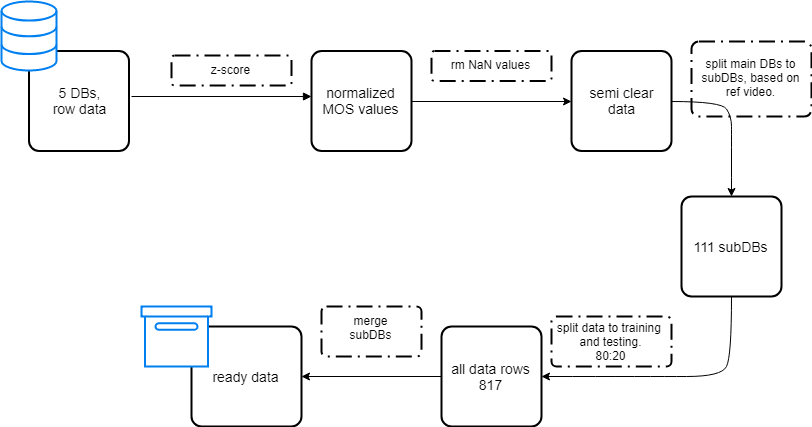 5 DBs,
row data
z-score
normalized
MOS values
rm NaN values
semi clear
data
split main DBs to
subDBs, based on
ref video.
111 subDBs
split data to training
and testing.
80:20
all data rows
817
merge
subDBs
ready data